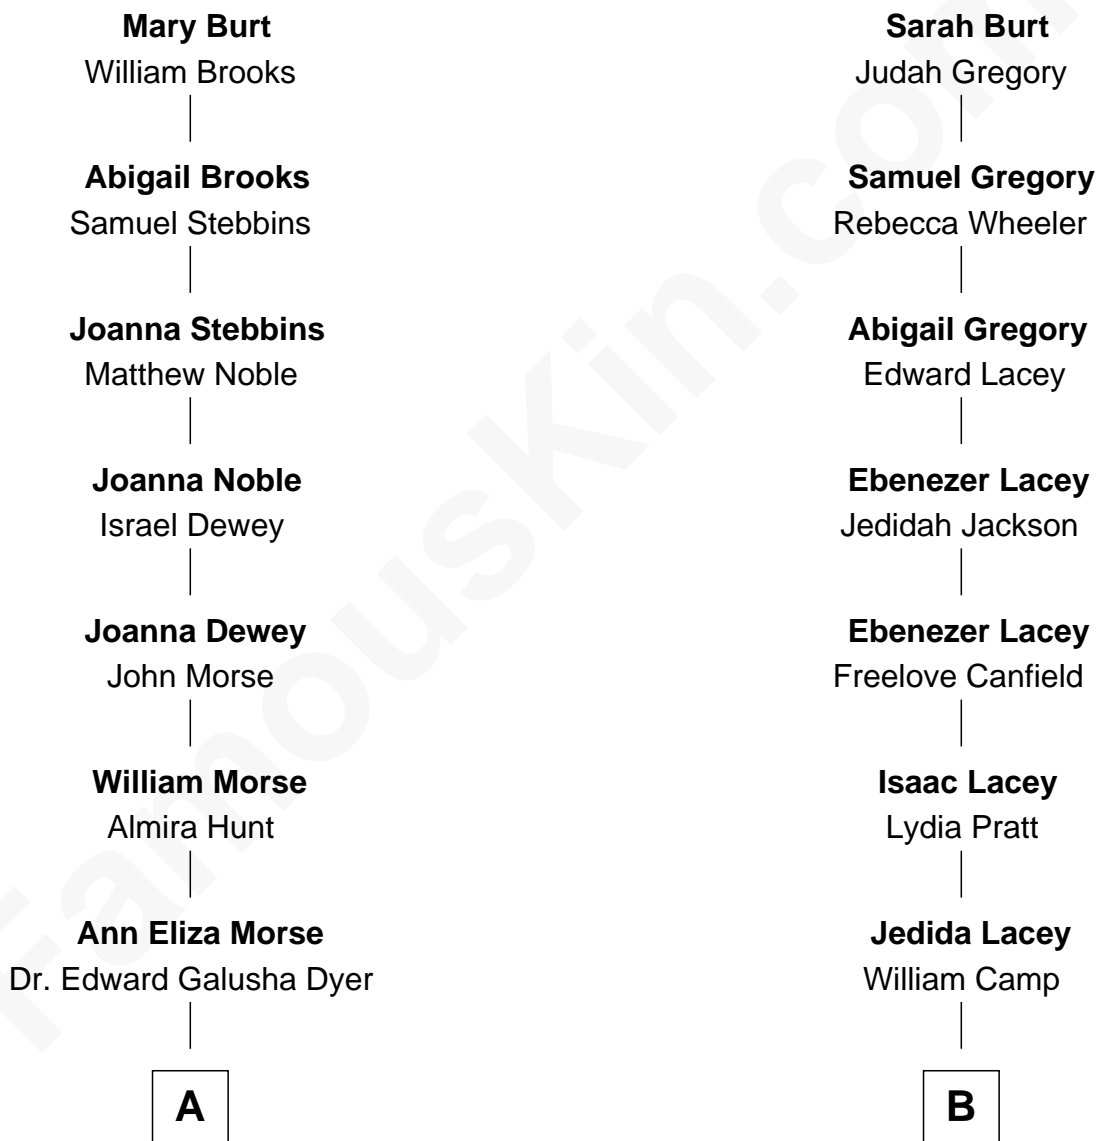 Mary Burt
William Brooks
Abigail Brooks
Samuel Stebbins
Joanna Stebbins
Matthew Noble
Joanna Noble
Israel Dewey
Joanna Dewey
John Morse
William Morse
Almira Hunt
Ann Eliza Morse
Dr. Edward Galusha Dyer
A
Sarah Burt
Judah Gregory
Samuel Gregory
Rebecca Wheeler
Abigail Gregory
Edward Lacey
Ebenezer Lacey
Jedidah Jackson
Ebenezer Lacey
Freelove Canfield
Isaac Lacey
Lydia Pratt
Jedida Lacey
William Camp
B
FamousKin.com